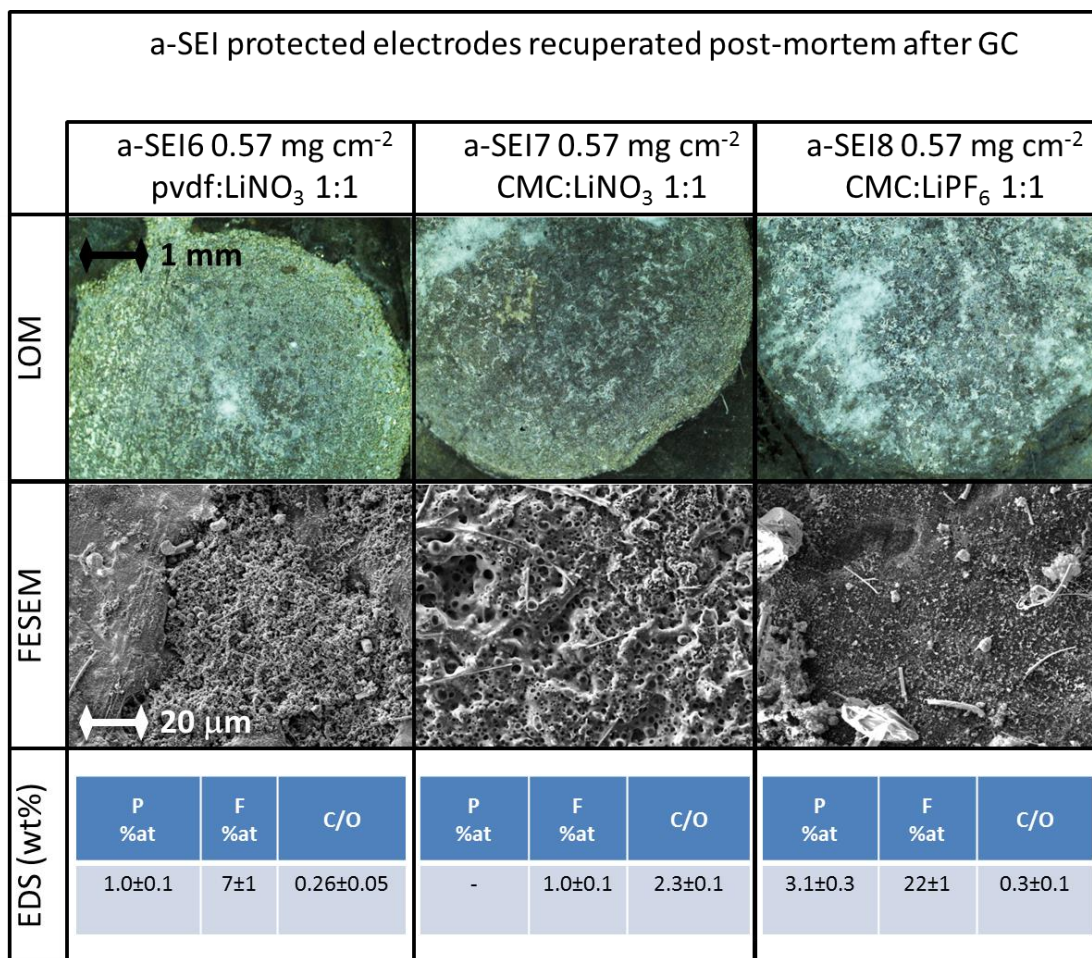 a-SEI protected electrodes recuperated post-mortem after GC
a-SEI6 0.57 mg cm⁻²
pvdf:LiNO₃ 1:1
a-SEI7 0.57 mg cm⁻²
CMC:LiNO₃ 1:1
a-SEI8 0.57 mg cm⁻²
CMC:LiPF₆ 1:1
LOM
1 mm
FESEM
20 μm
EDS (wt%)
P %at
F %at
C/O
1.0±0.1
7±1
0.26±0.05
P %at
F %at
C/O
-
1.0±0.1
2.3±0.1
P %at
F %at
C/O
3.1±0.3
22±1
0.3±0.1